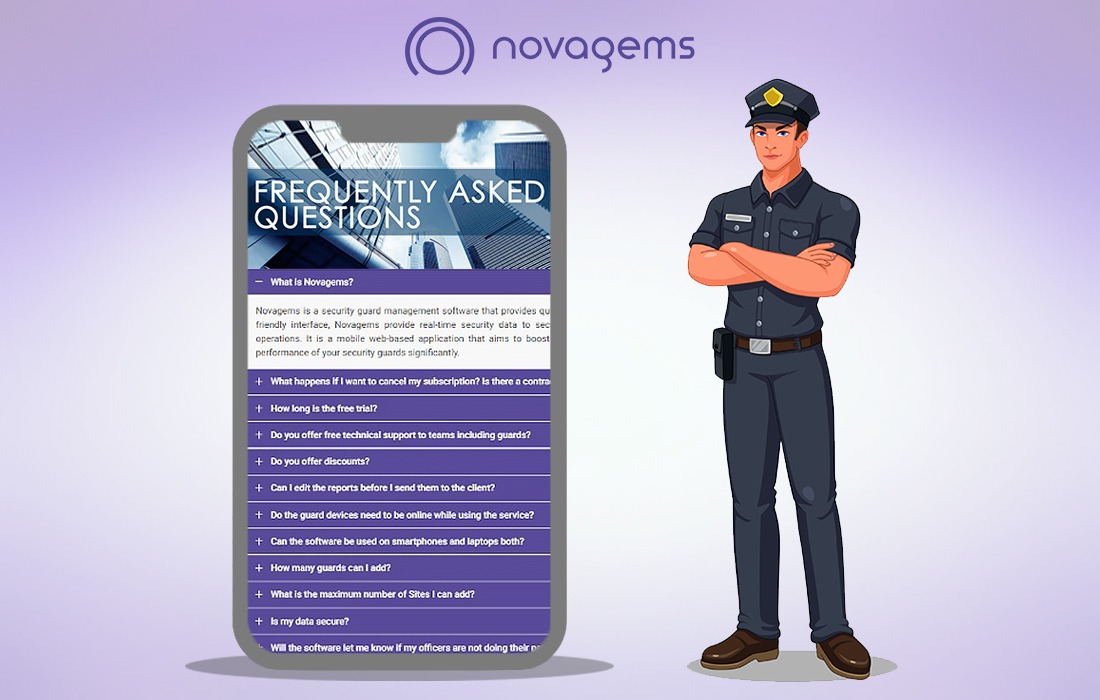 novagems
FREQUENTLY ASKED
QUESTIONS
What is Novagems?
Novagems is a security guard management software that provides qu
friendly interface, Novagems provide real-time security data to sec
operations. It is a mobile web-based application that aims to boost
performance of your security guards significantly.
What happens if I want to cancel my subscription? Is there a contra
How long is the free trial?
Do you offer free technical support to teams including guards?
Do you offer discounts?
Can I edit the reports before I send them to the client?
Do the guard devices need to be online while using the service?
Can the software be used on smartphones and laptops both?
How many guards can I add?
What is the maximum number of Sites I can add?
Is my data secure?
Will the software let me know if my officers are not doing their